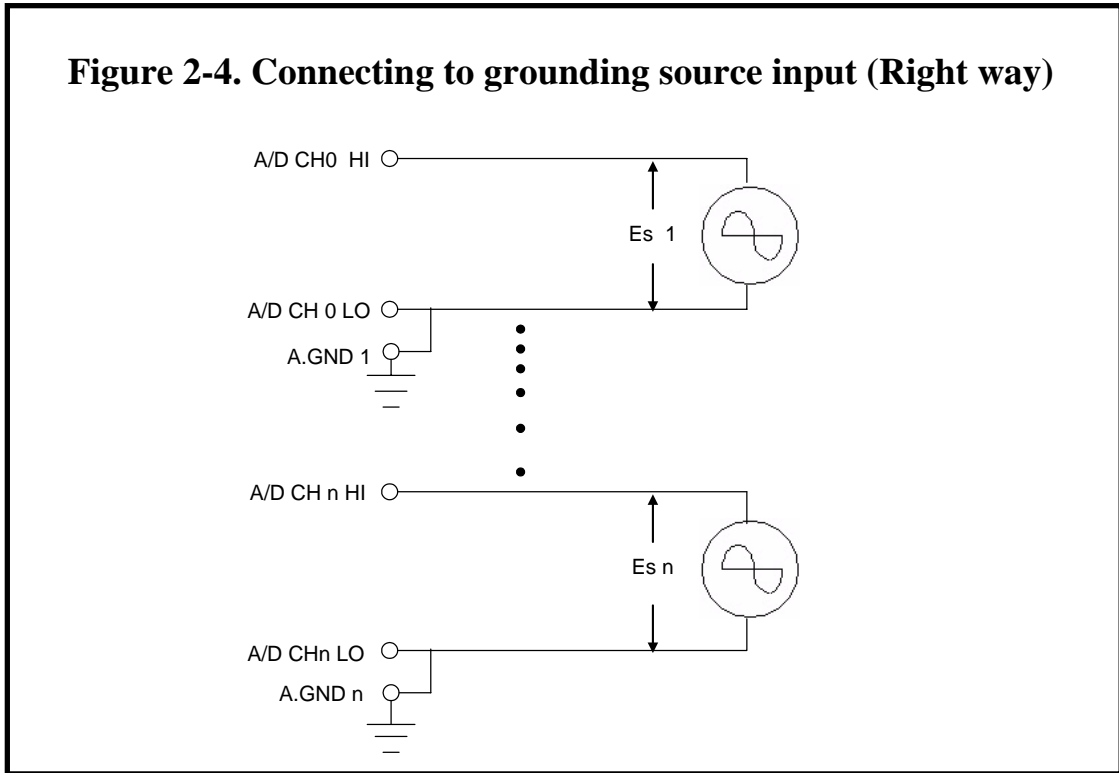 Figure 2-4. Connecting to grounding source input (Right way)
A/D CH0 HI
Es 1
A/D CH 0 LO
A.GND 1
A/D CH n HI
Es n
A/D CHn LO
A.GND n